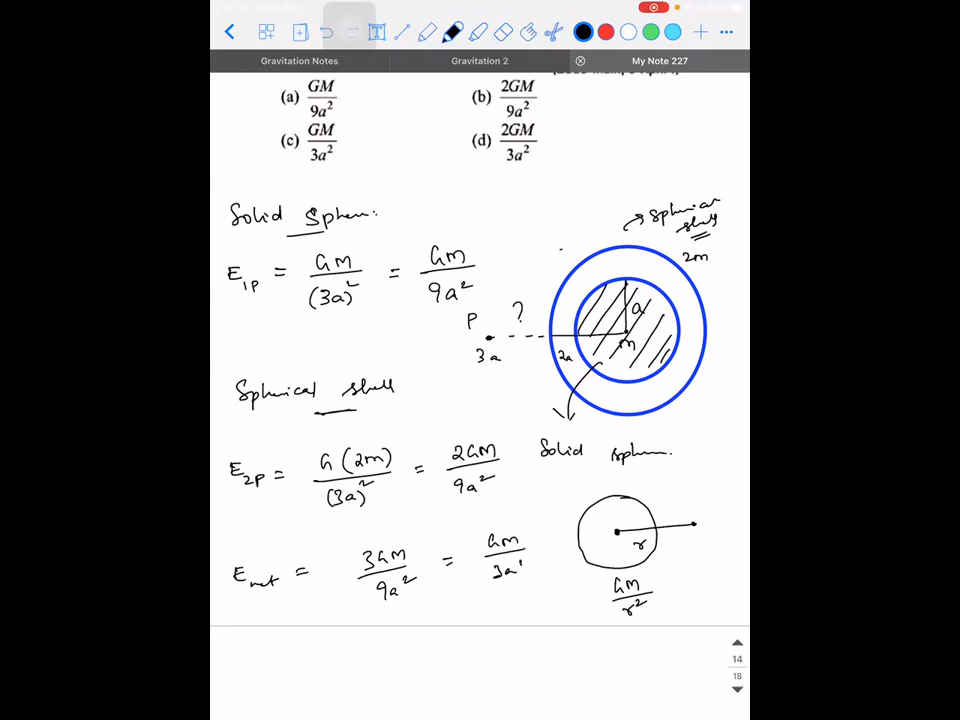 Gravitation Notes
Gravitation 2
My Note 227
(a) GM/9a²
(b) 2GM/9a²
(c) GM/3a²
(d) 2GM/3a²
Solid Sphere:
→ Spherical
shell
2m
E1P = GM/(3a)² = GM/9a²
a
m
P ?
3a
2a
Spherical shell
Solid sphere.
E2P = G(2m)/(3a)² = 2GM/9a²
r
GM/r²
Enet = 3GM/9a² = GM/3a²
14
18